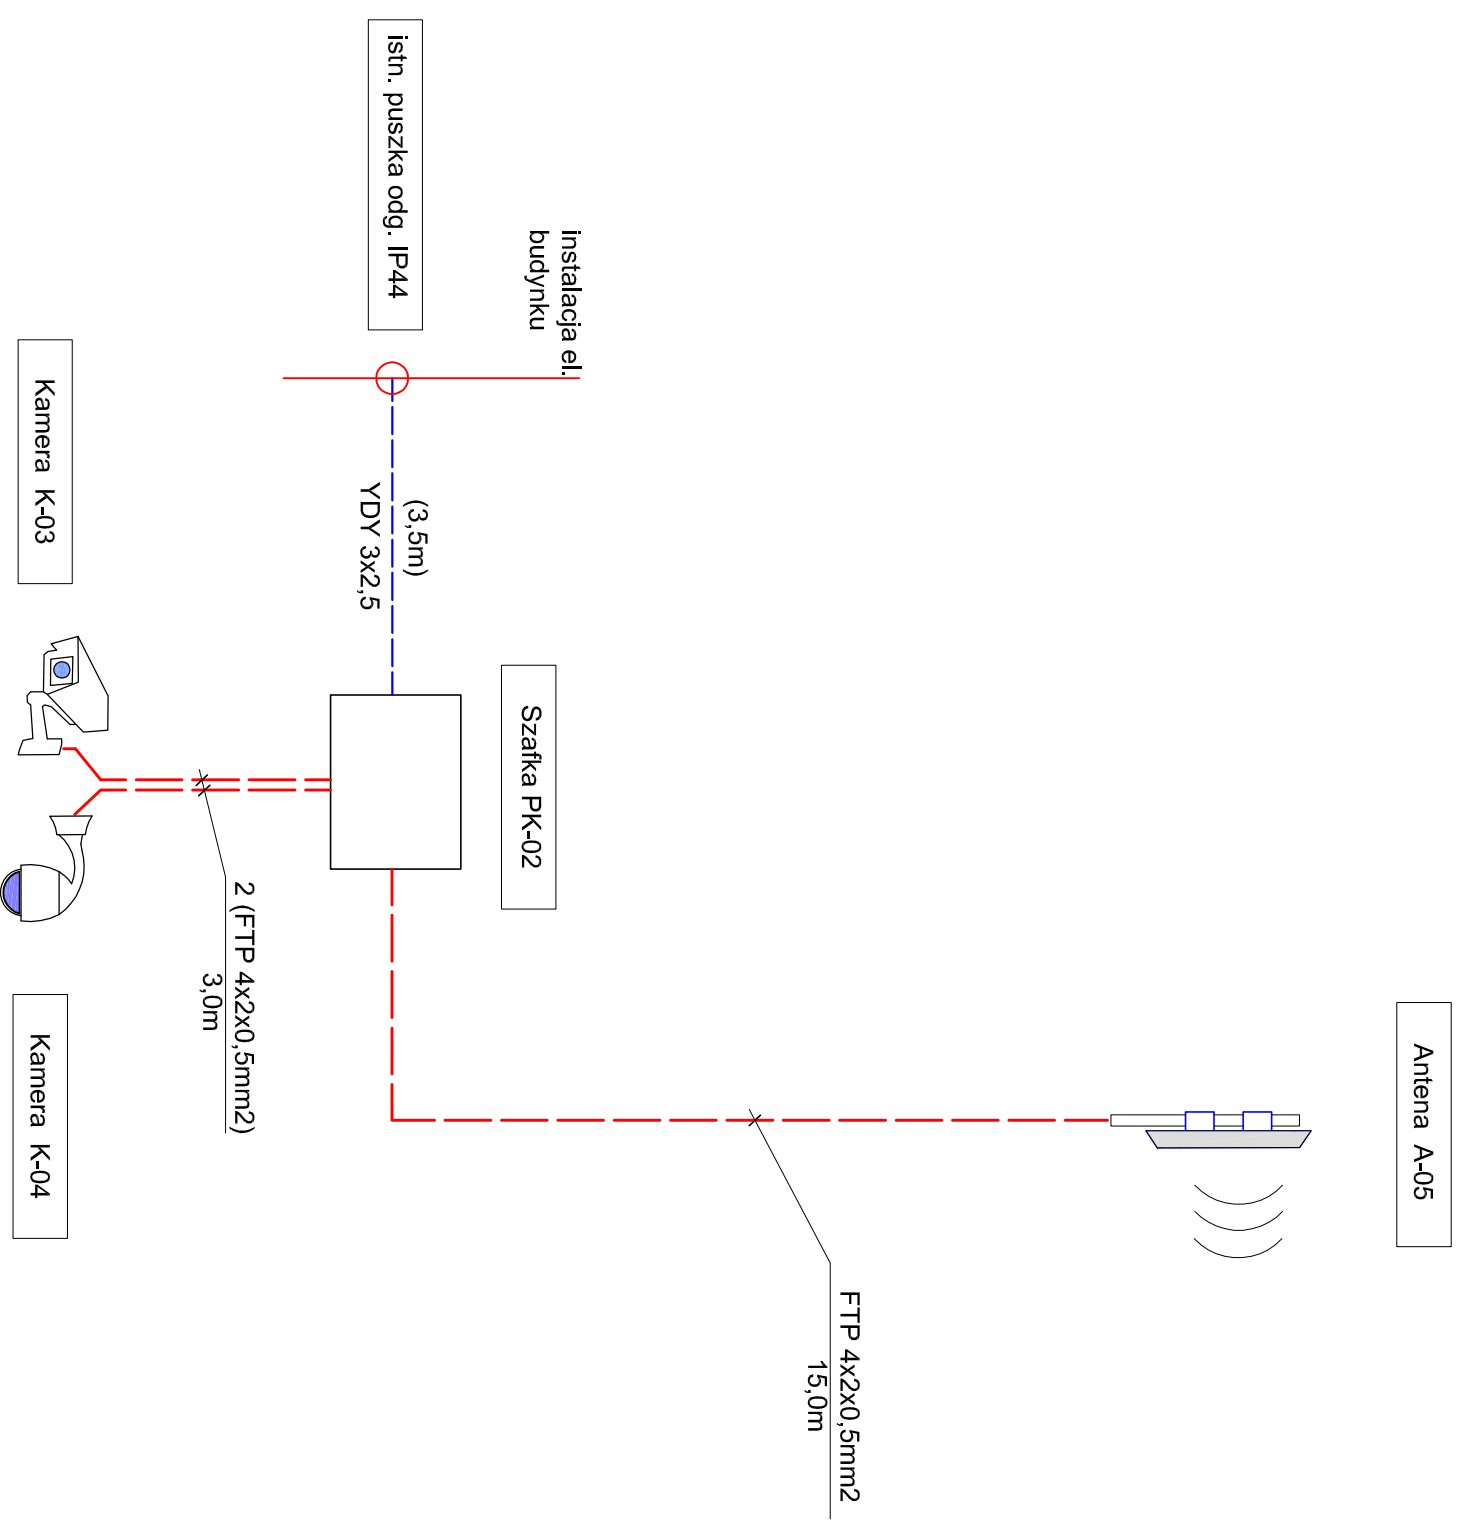 Antena A-05
FTP 4x2x0,5mm2
15,0m
instalacja el.
budynku
Szafka PK-02
istn. puszka odg. IP44
(3,5m)
YDY 3x2,5
2 (FTP 4x2x0,5mm2)
3,0m
Kamera K-03
Kamera K-04